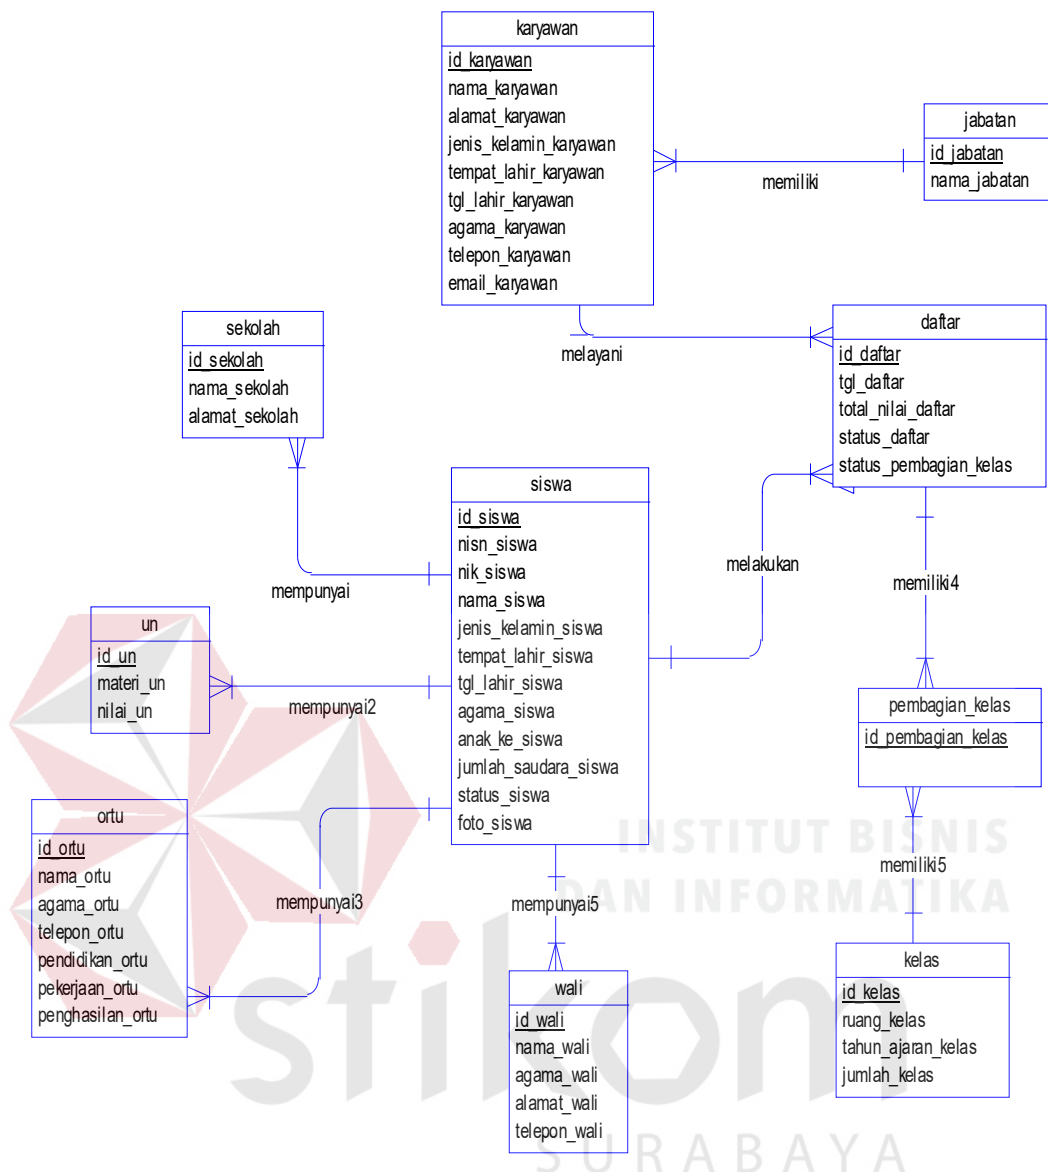 karyawan
id_karyawan
nama_karyawan
alamat_karyawan
jenis_kelamin_karyawan
tempat_lahir_karyawan
tgl_lahir_karyawan
agama_karyawan
telepon_karyawan
email_karyawan
jabatan
id_jabatan
nama_jabatan
memiliki
melayani
sekolah
id_sekolah
nama_sekolah
alamat_sekolah
daftar
id_daftar
tgl_daftar
total_nilai_daftar
status_daftar
status_pembagian_kelas
siswa
id_siswa
nisn_siswa
nik_siswa
nama_siswa
jenis_kelamin_siswa
tempat_lahir_siswa
tgl_lahir_siswa
agama_siswa
anak_ke_siswa
jumlah_saudara_siswa
status_siswa
foto_siswa
mempunyai
melakukan
memiliki4
un
id_un
materi_un
nilai_un
mempunyai2
pembagian_kelas
id_pembagian_kelas
ortu
id_ortu
nama_ortu
agama_ortu
telepon_ortu
pendidikan_ortu
pekerjaan_ortu
penghasilan_ortu
mempunyai3
mempunyai5
memiliki5
wali
id_wali
nama_wali
agama_wali
alamat_wali
telepon_wali
kelas
id_kelas
ruang_kelas
tahun_ajaran_kelas
jumlah_kelas
INSTITUT BISNIS
DAN INFORMATIKA
stikom
SURABAYA